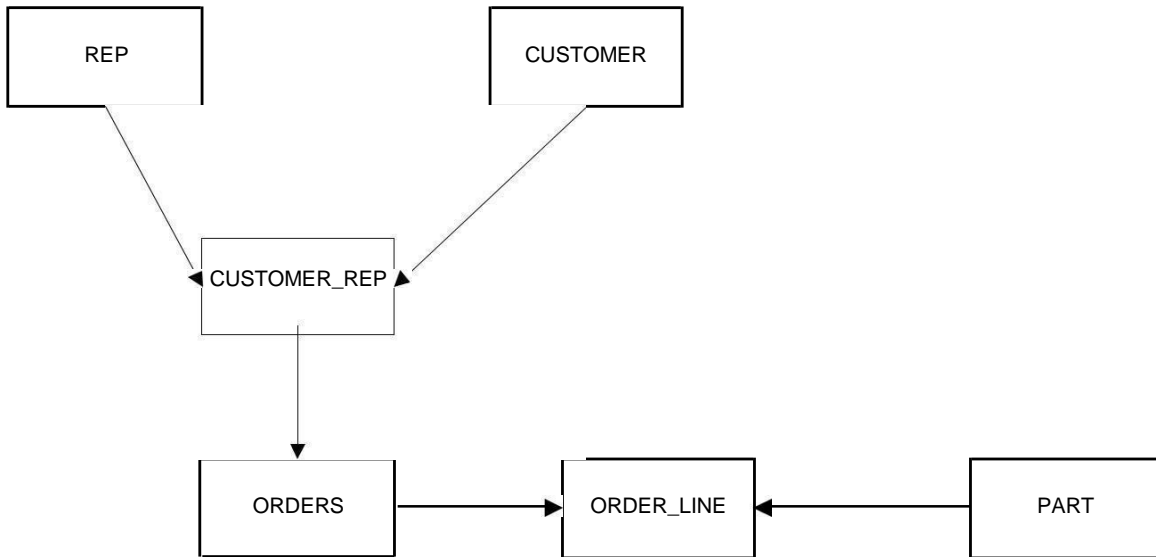 REP
CUSTOMER
CUSTOMER_REP
ORDERS
ORDER_LINE
PART